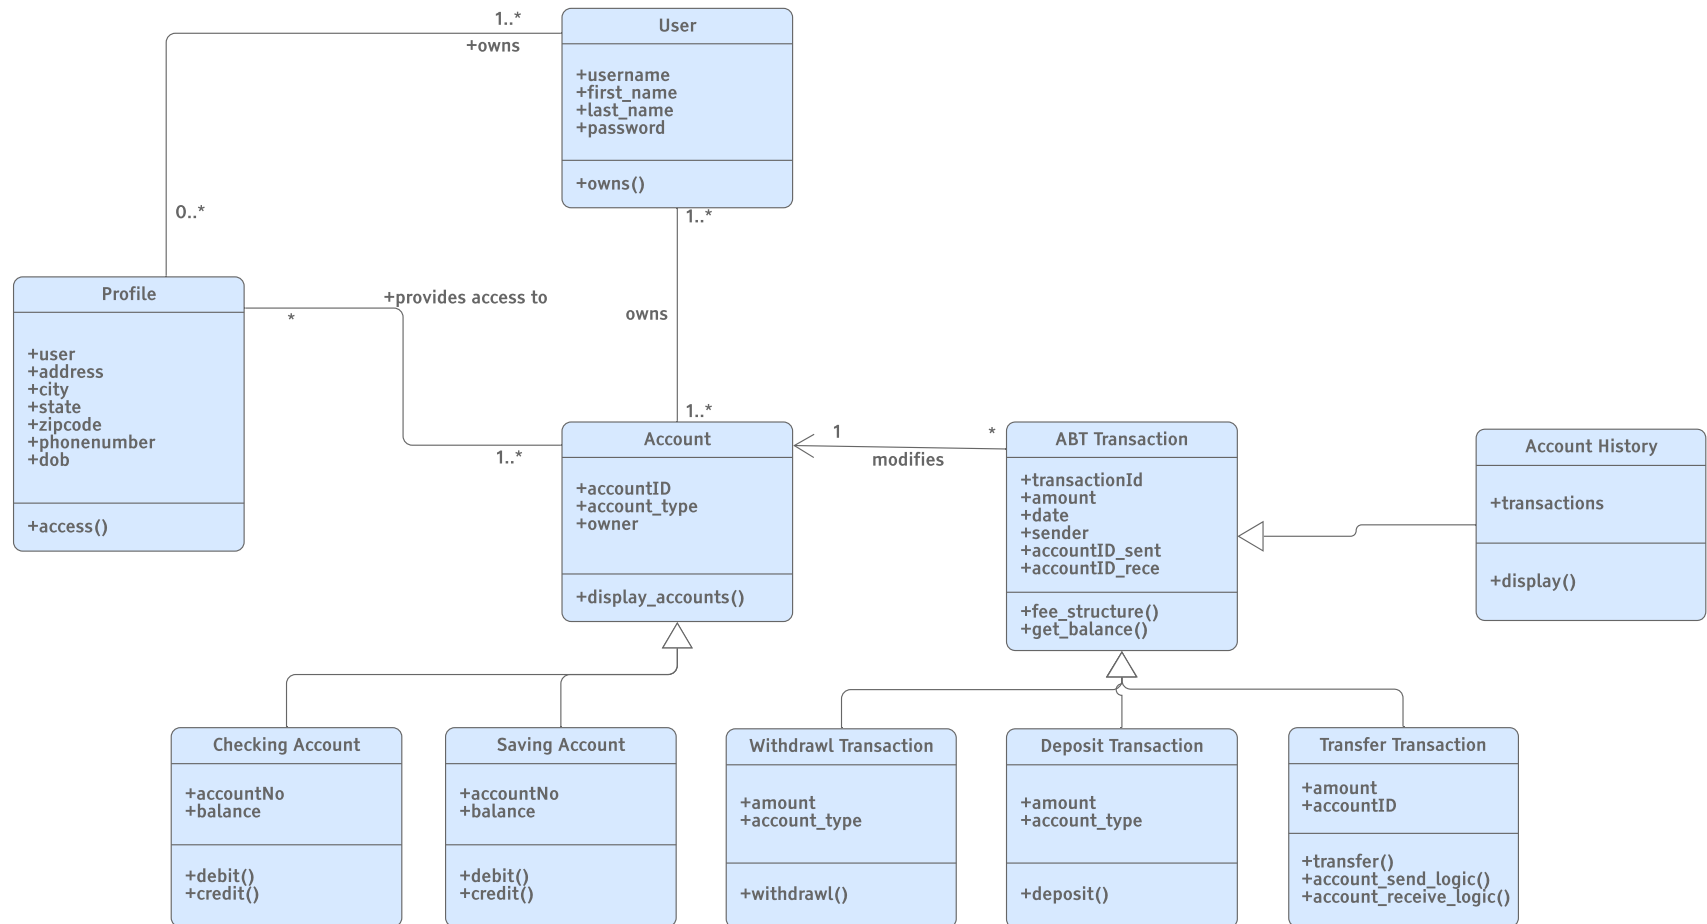 User
+username
+first_name
+last_name
+password
+owns()
1..*
+owns
0..*
1..*
owns
1..*
Profile
+user
+address
+city
+state
+zipcode
+phonenumber
+dob
+access()
+provides access to
*
1..*
Account
+accountID
+account_type
+owner
+display_accounts()
1
*
modifies
ABT Transaction
+transactionId
+amount
+date
+sender
+accountID_sent
+accountID_rece
+fee_structure()
+get_balance()
Account History
+transactions
+display()
Checking Account
+accountNo
+balance
+debit()
+credit()
Saving Account
+accountNo
+balance
+debit()
+credit()
Withdrawl Transaction
+amount
+account_type
+withdrawl()
Deposit Transaction
+amount
+account_type
+deposit()
Transfer Transaction
+amount
+accountID
+transfer()
+account_send_logic()
+account_receive_logic()